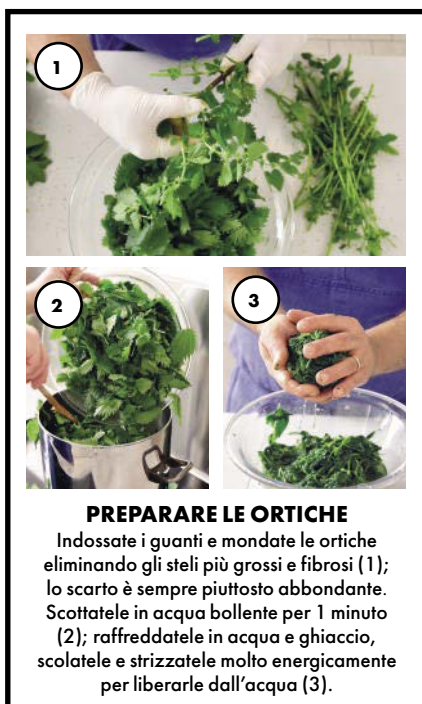 1
2
3
PREPARARE LE ORTICHE
Indossate i guanti e mondate le ortiche
eliminando gli steli più grossi e fibrosi (1);
lo scarto è sempre piuttosto abbondante.
Scottatele in acqua bollente per 1 minuto
(2); raffreddatele in acqua e ghiaccio,
scolatele e strizzatele molto energicamente
per liberarle dall’acqua (3).